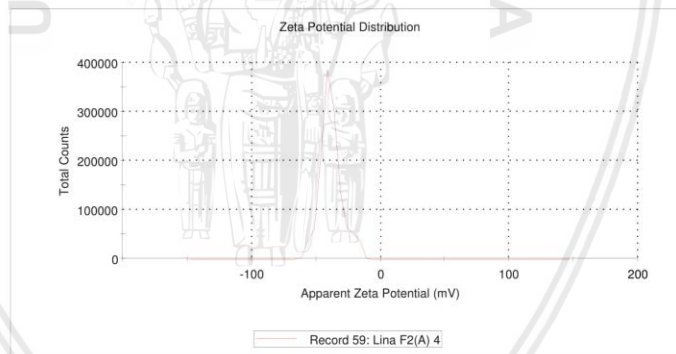 U
A
Zeta Potential Distribution
400000
300000
200000
100000
0
Total Counts
-100
0
100
200
Apparent Zeta Potential (mV)
Record 59: Lina F2(A) 4